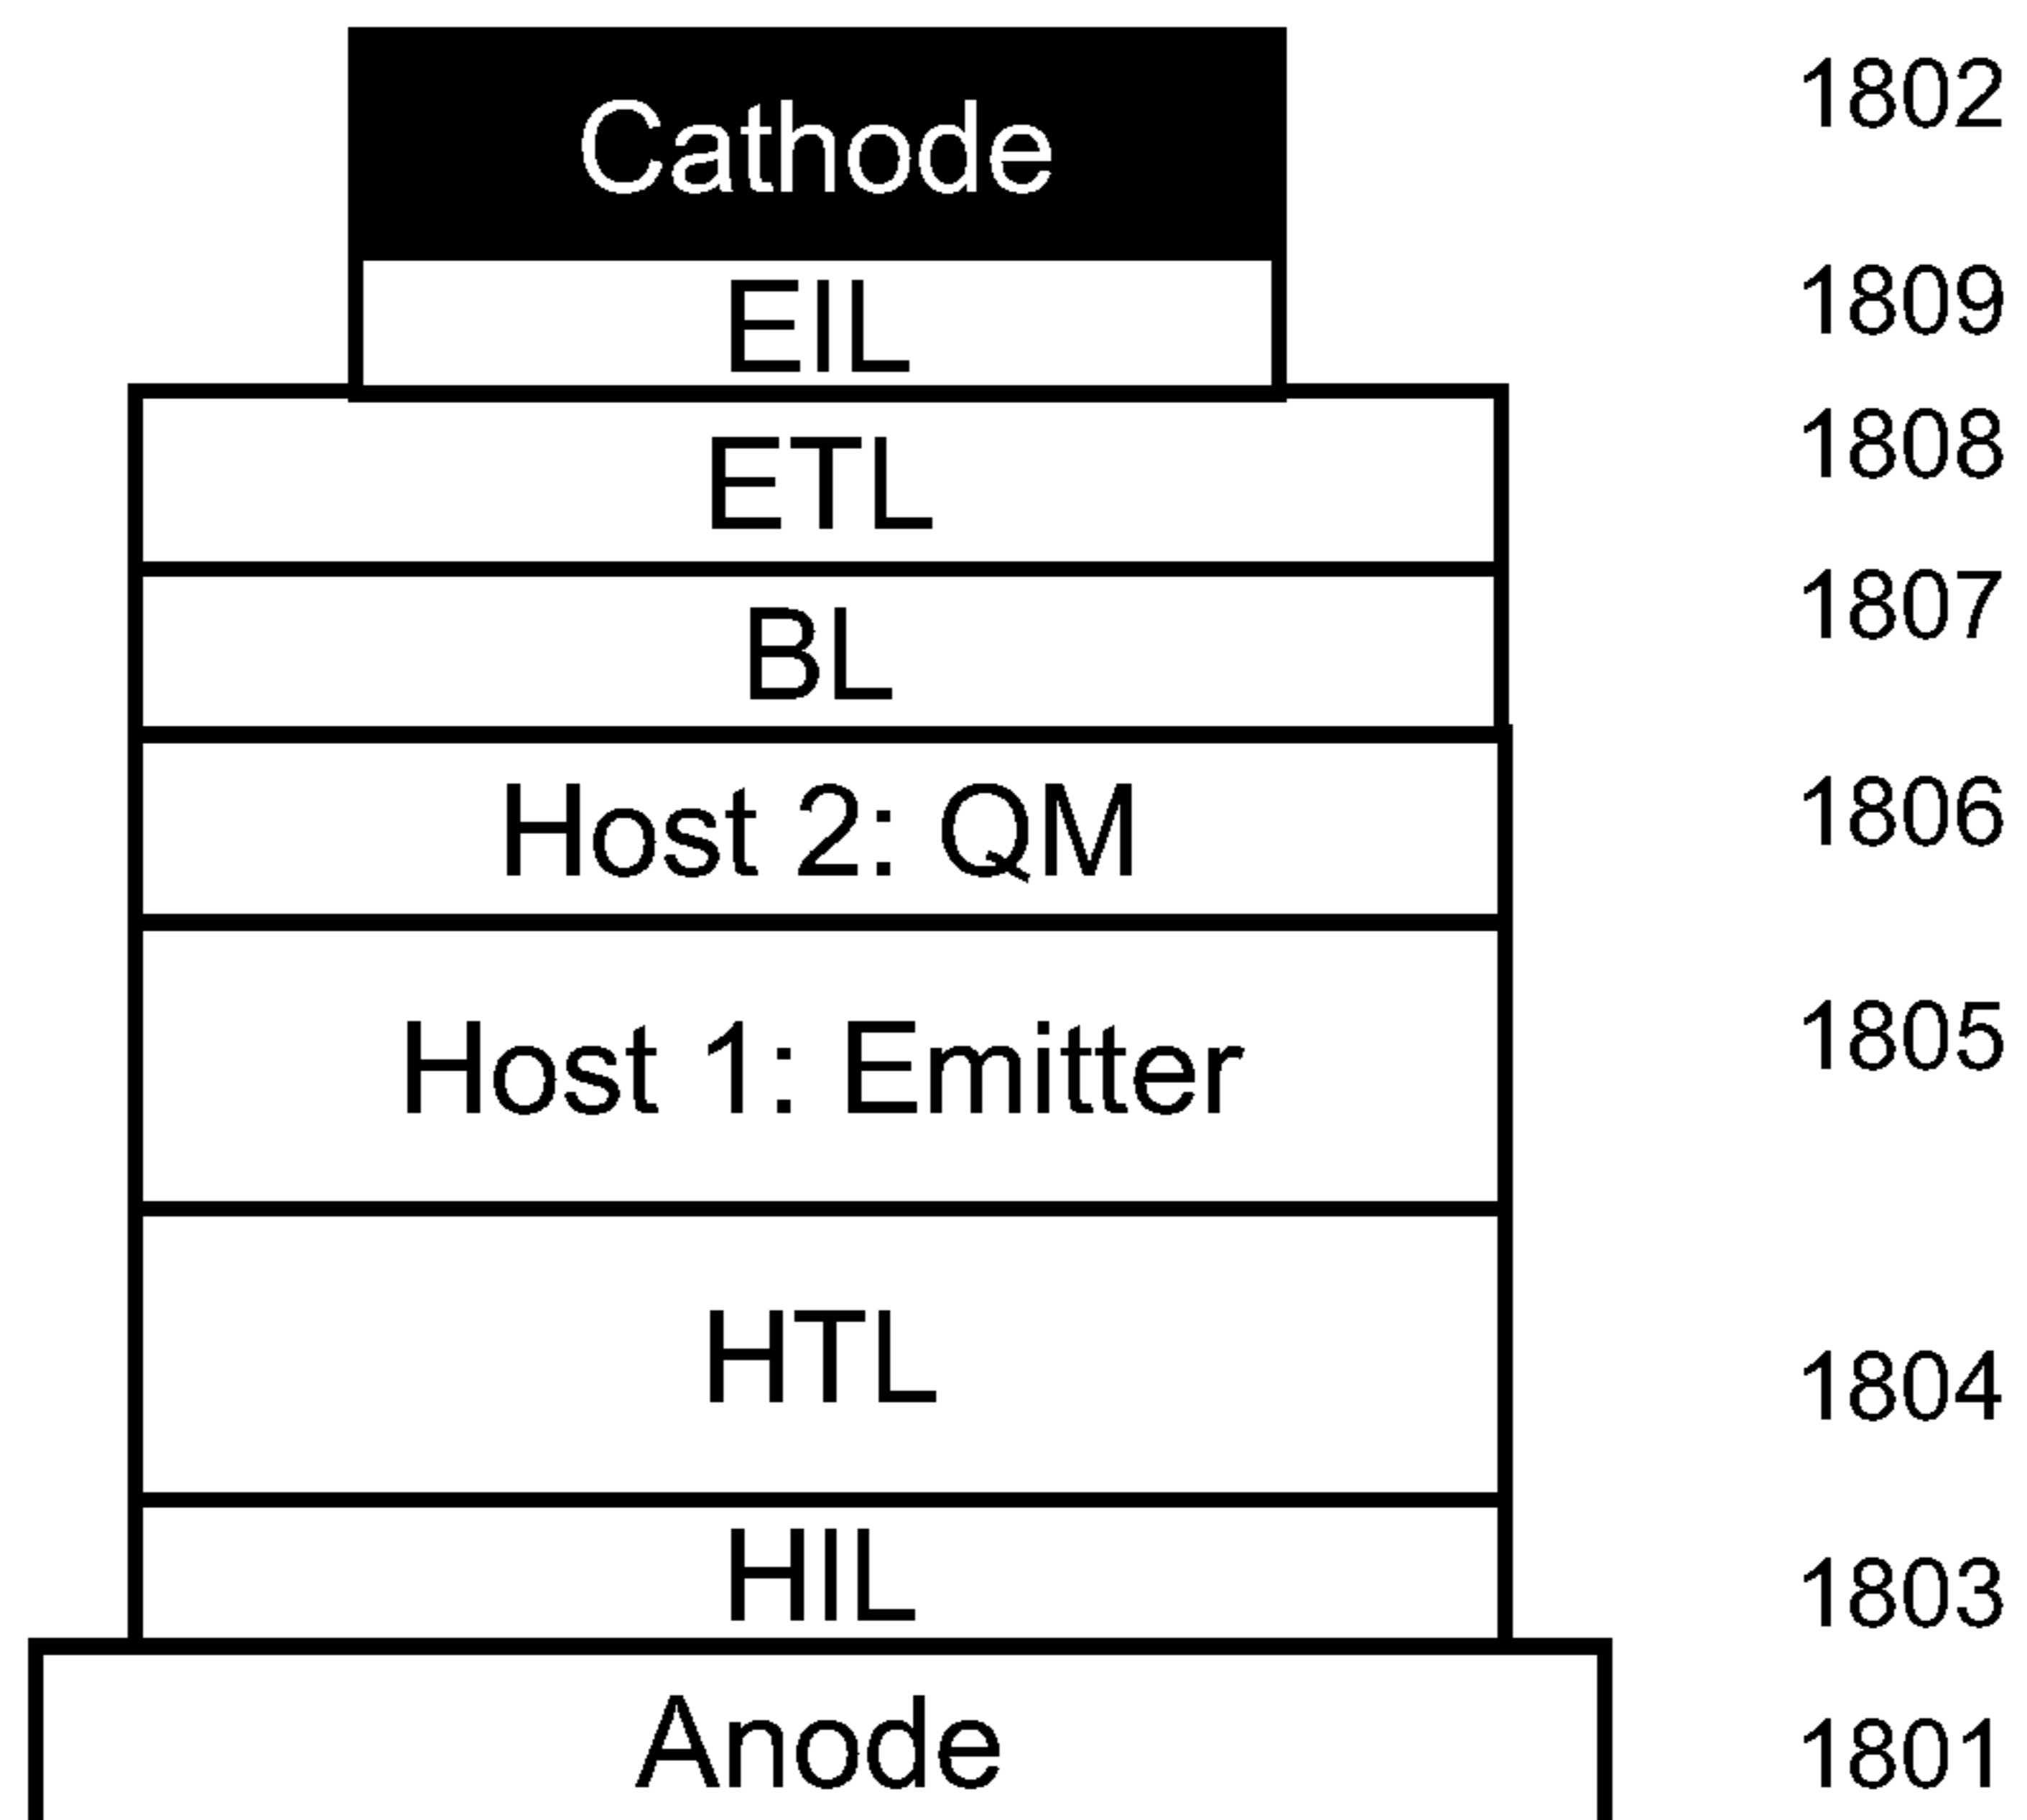 Cathode 1802
EIL 1809
ETL 1808
BL 1807
Host 2: QM 1806
Host 1: Emitter 1805
HTL 1804
HIL 1803
Anode 1801